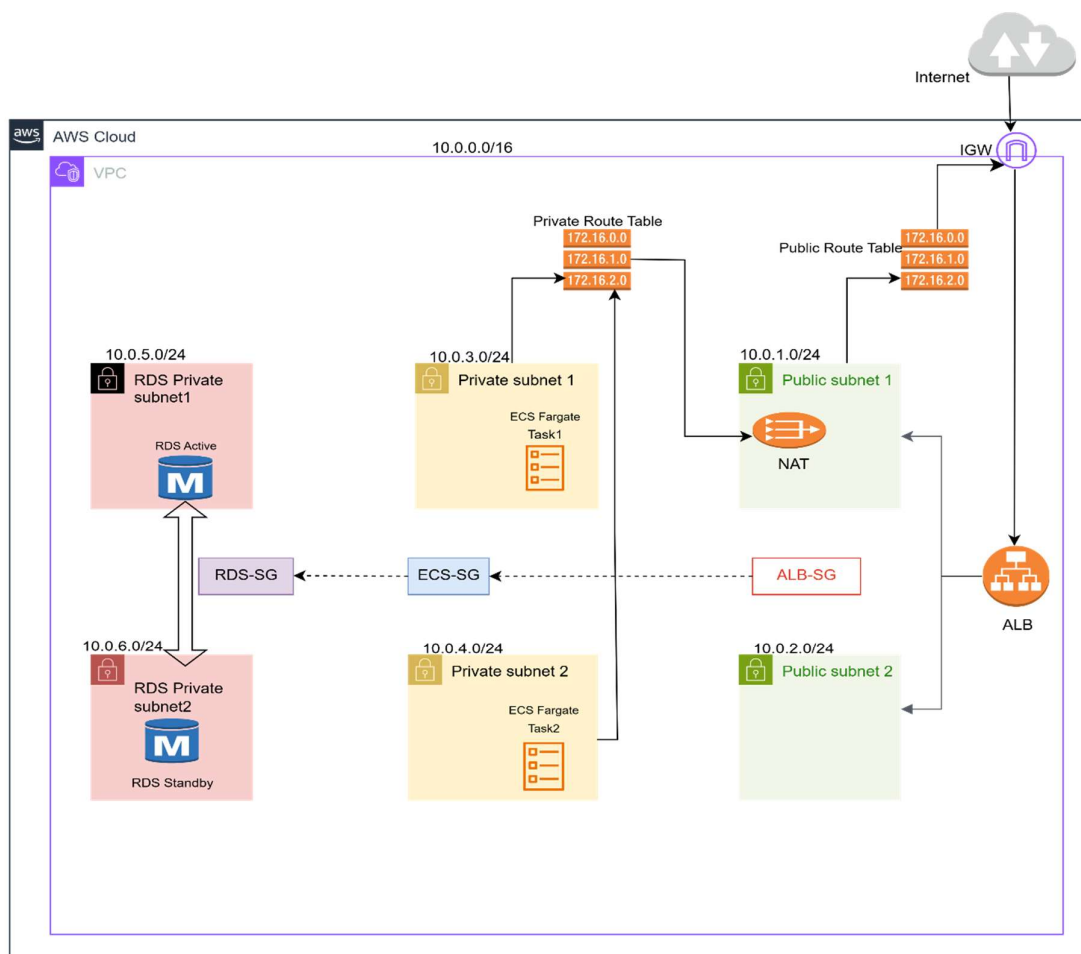 Internet
aws
AWS Cloud
10.0.0.0/16
IGW
VPC
Private Route Table
172.16.0.0
172.16.1.0
172.16.2.0
Public Route Table
172.16.0.0
172.16.1.0
172.16.2.0
10.0.5.0/24
RDS Private
subnet1
RDS Active
M
10.0.3.0/24
Private subnet 1
ECS Fargate
Task1
10.0.1.0/24
Public subnet 1
NAT
RDS-SG
ECS-SG
ALB-SG
ALB
10.0.6.0/24
RDS Private
subnet2
M
RDS Standby
10.0.4.0/24
Private subnet 2
ECS Fargate
Task2
10.0.2.0/24
Public subnet 2